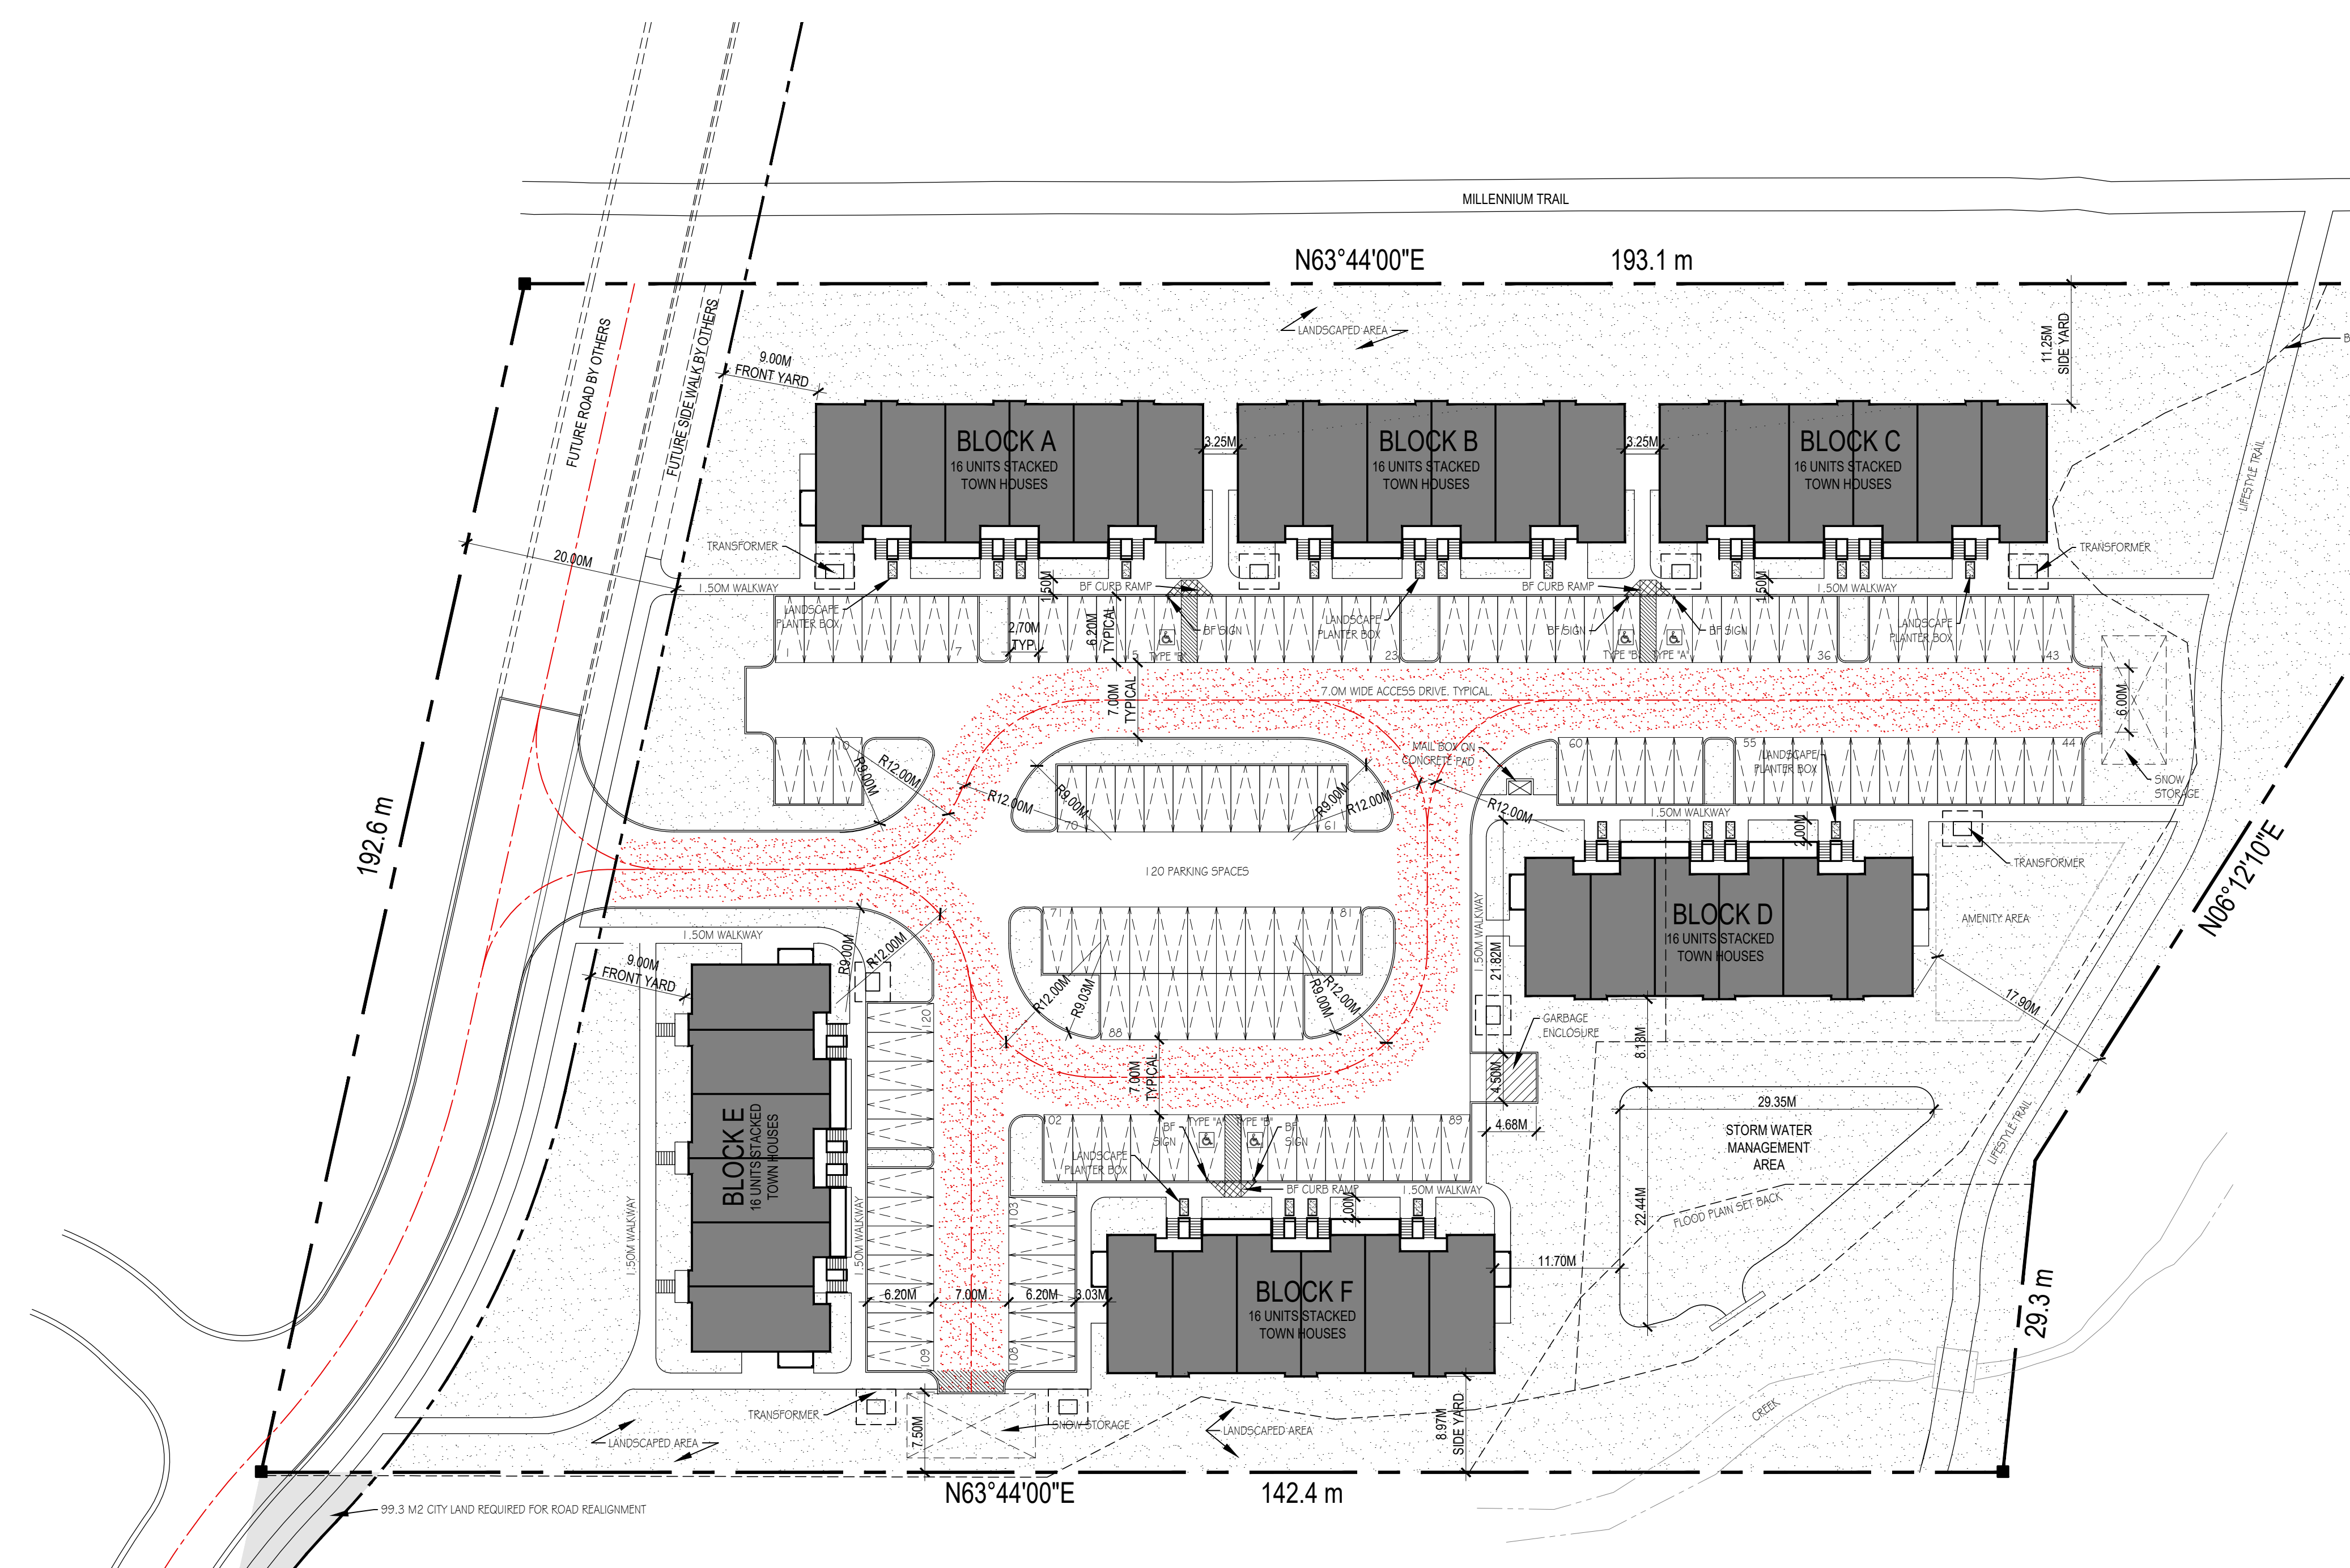 MILLENNIUM TRAIL
N63°44'00"E
193.1 m
FUTURE ROAD BY OTHERS
FUTURE SIDE WALK BY OTHERS
LANDSCAPED AREA
11.25M
SIDE YARD
9.00M
FRONT YARD
BLOCK A
16 UNITS STACKED
TOWN HOUSES
3.25M
BLOCK B
16 UNITS STACKED
TOWN HOUSES
3.25M
BLOCK C
16 UNITS STACKED
TOWN HOUSES
LIFESTYLE TRAIL
20.00M
TRANSFORMER
TRANSFORMER
1.50M WALKWAY
BF CURB RAMP
1.50M
BF CURB RAMP
1.50M
1.50M WALKWAY
LANDSCAPE
PLANTER BOX
2.70M
TYP.
6.20M
TYPICAL
BF SIGN
LANDSCAPE
PLANTER BOX
BF SIGN
BF SIGN
LANDSCAPE
PLANTER BOX
1
7
5
TYPE "B"
23
TYPE "B"
TYPE "A"
36
43
7.00M
TYPICAL
7.0M WIDE ACCESS DRIVE, TYPICAL.
6.00M
10
R9.00M
R12.00M
R12.00M
R9.00M
R9.00M
R12.00M
MAIL BOX ON
CONCRETE PAD
R12.00M
60
55
44
LANDSCAPE
PLANTER BOX
SNOW
STORAGE
70
61
1.50M WALKWAY
2.00M
192.6 m
N06°12'10"E
TRANSFORMER
120 PARKING SPACES
71
81
1.50M WALKWAY
BLOCK D
16 UNITS STACKED
TOWN HOUSES
AMENITY AREA
1.50M WALKWAY
R9.00M
R12.00M
9.00M
FRONT YARD
21.82M
R12.00M
R9.03M
R9.00M
R12.00M
17.90M
20
88
GARBAGE
ENCLOSURE
8.18M
7.00M
TYPICAL
4.50M
29.35M
BLOCK E
16 UNITS STACKED
TOWN HOUSES
102
TYPE "A"
TYPE "B"
BF
SIGN
BF
SIGN
89
4.68M
STORM WATER
MANAGEMENT
AREA
LIFESTYLE TRAIL
LANDSCAPE
PLANTER BOX
BF CURB RAMP
1.50M WALKWAY
2.00M
FLOOD PLAIN SET BACK
22.44M
1.50M WALKWAY
1.50M WALKWAY
103
11.70M
6.20M
7.00M
6.20M
3.03M
BLOCK F
16 UNITS STACKED
TOWN HOUSES
29.3 m
109
108
TRANSFORMER
7.50M
SNOW STORAGE
LANDSCAPED AREA
LANDSCAPED AREA
8.97M
SIDE YARD
CREEK
N63°44'00"E
142.4 m
99.3 M2 CITY LAND REQUIRED FOR ROAD REALIGNMENT